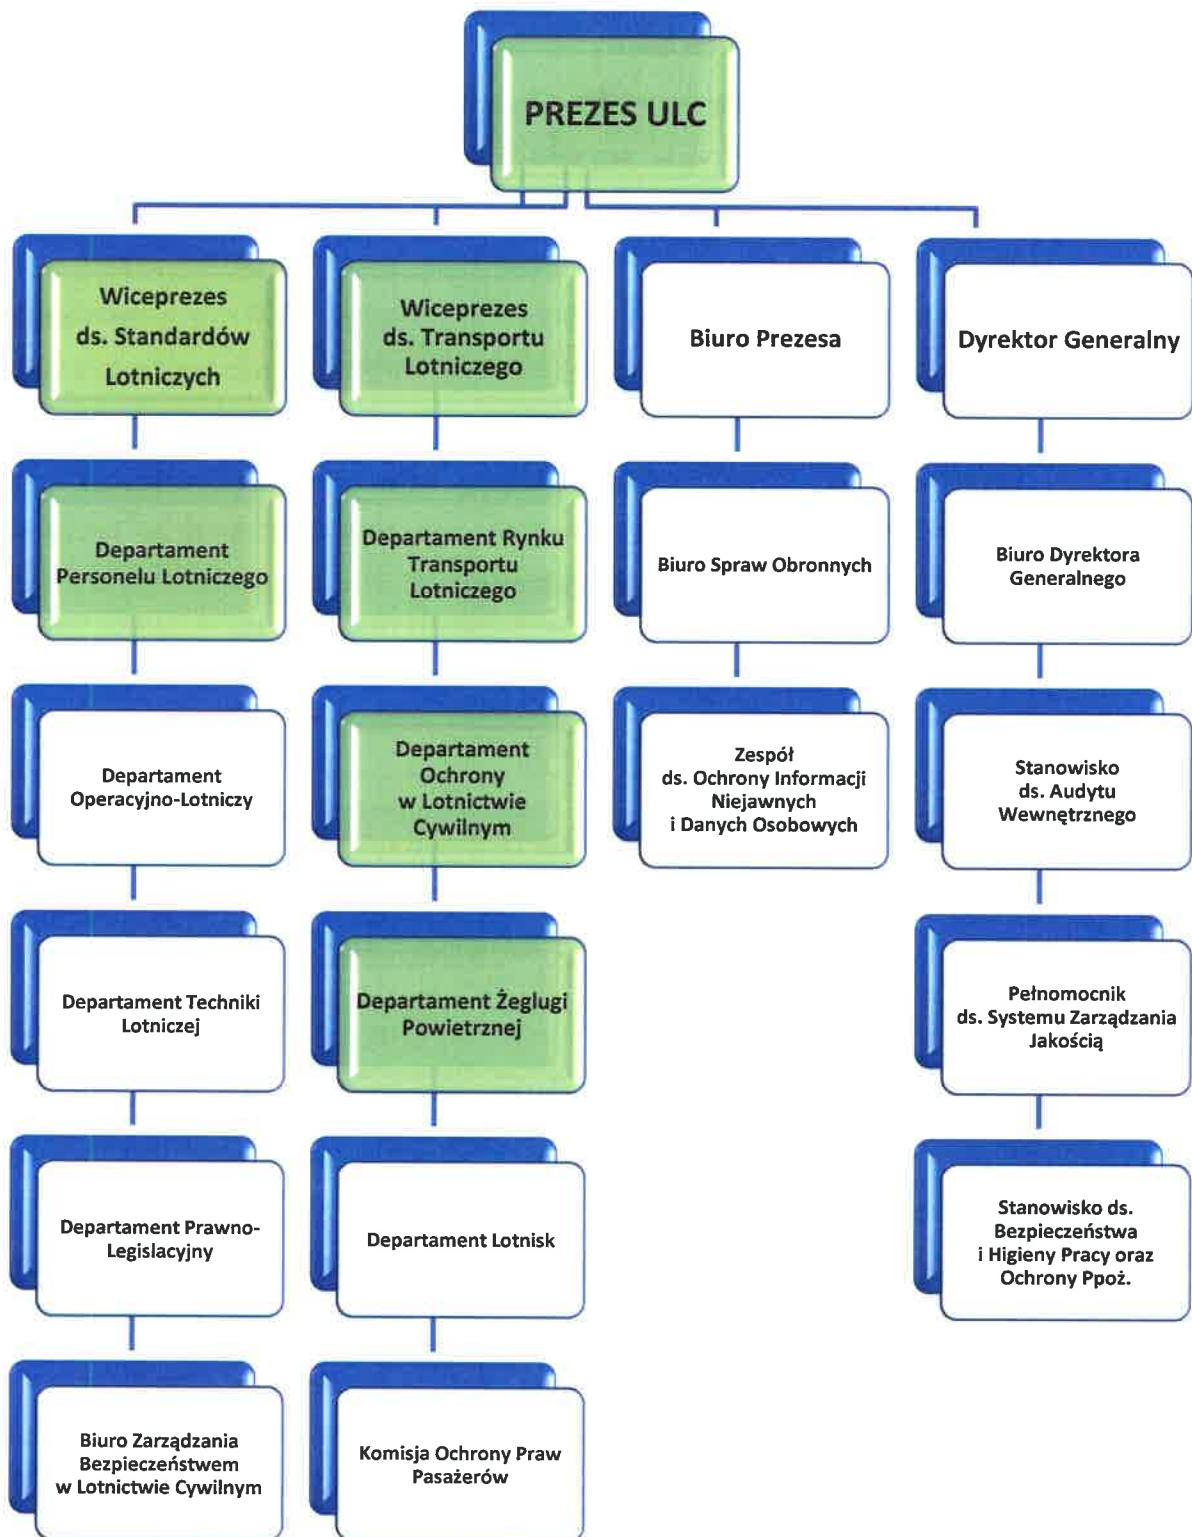 PREZES ULC
Wiceprezes
ds. Standardów
Lotniczych
Wiceprezes
ds. Transportu
Lotniczego
Biuro Prezesa
Dyrektor Generalny
Departament
Personelu Lotniczego
Departament Rynku
Transportu
Lotniczego
Biuro Spraw Obronnych
Biuro Dyrektora
Generalnego
Departament
Operacyjno-Lotniczy
Departament
Ochrony
w Lotnictwie
Cywilnym
Zespół
ds. Ochrony Informacji
Niejawnych
i Danych Osobowych
Stanowisko
ds. Audytu
Wewnętrznego
Departament Techniki
Lotniczej
Departament Żeglugi
Powietrznej
Pełnomocnik
ds. Systemu Zarządzania
Jakością
Departament Prawno-
Legislacyjny
Departament Lotnisk
Stanowisko ds.
Bezpieczeństwa
i Higieny Pracy oraz
Ochrony Ppoż.
Biuro Zarządzania
Bezpieczeństwem
w Lotnictwie Cywilnym
Komisja Ochrony Praw
Pasażerów